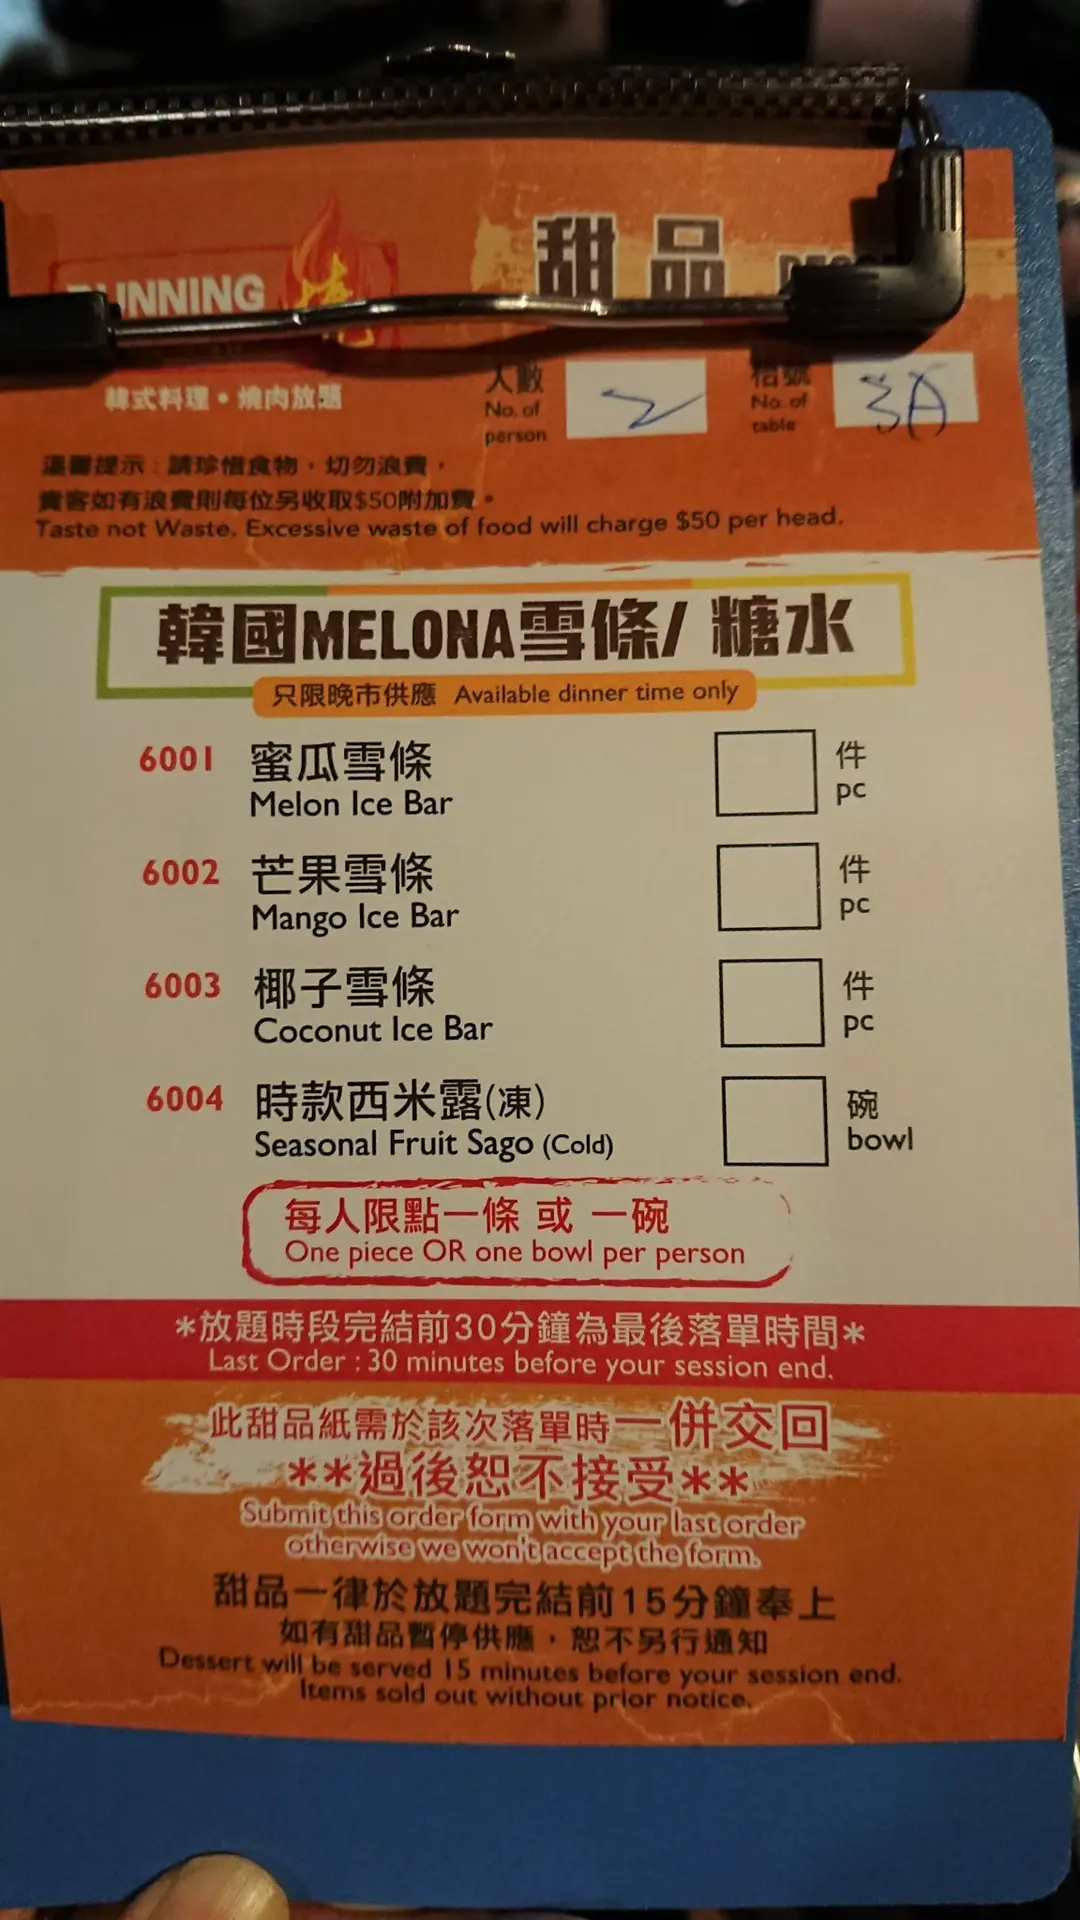 甜品
RUNNING
韓式料理・燒肉放題
人數
No. of
person
2
枱號
No. of
table
3A
溫馨提示：請珍惜食物，切勿浪費，
貴客如有浪費則每位另收取$50附加費。
Taste not Waste. Excessive waste of food will charge $50 per head.
韓國MELONA雪條/ 糖水
只限晚市供應 Available dinner time only
6001 蜜瓜雪條 件
Melon Ice Bar pc
6002 芒果雪條 件
Mango Ice Bar pc
6003 椰子雪條 件
Coconut Ice Bar pc
6004 時款西米露(凍) 碗
Seasonal Fruit Sago (Cold) bowl
每人限點一條 或 一碗
One piece OR one bowl per person
*放題時段完結前30分鐘為最後落單時間*
Last Order : 30 minutes before your session end.
此甜品紙需於該次落單時一併交回
**過後恕不接受**
Submit this order form with your last order
otherwise we won't accept the form.
甜品一律於放題完結前15分鐘奉上
如有甜品暫停供應，恕不另行通知
Dessert will be served 15 minutes before your session end.
Items sold out without prior notice.